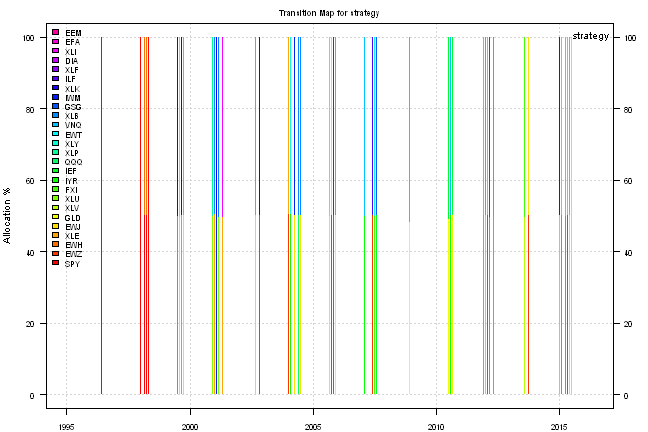 Transition Map for strategy
strategy
EEM
EFA
XLI
DIA
XLF
ILF
XLK
IWM
GSG
XLB
VNQ
EWT
XLY
XLP
QQQ
IEF
IYR
FXI
XLU
XLV
GLD
EWJ
XLE
EWH
EWZ
SPY
Allocation %
100
80
60
40
20
0
100
80
60
40
20
0
1995
2000
2005
2010
2015